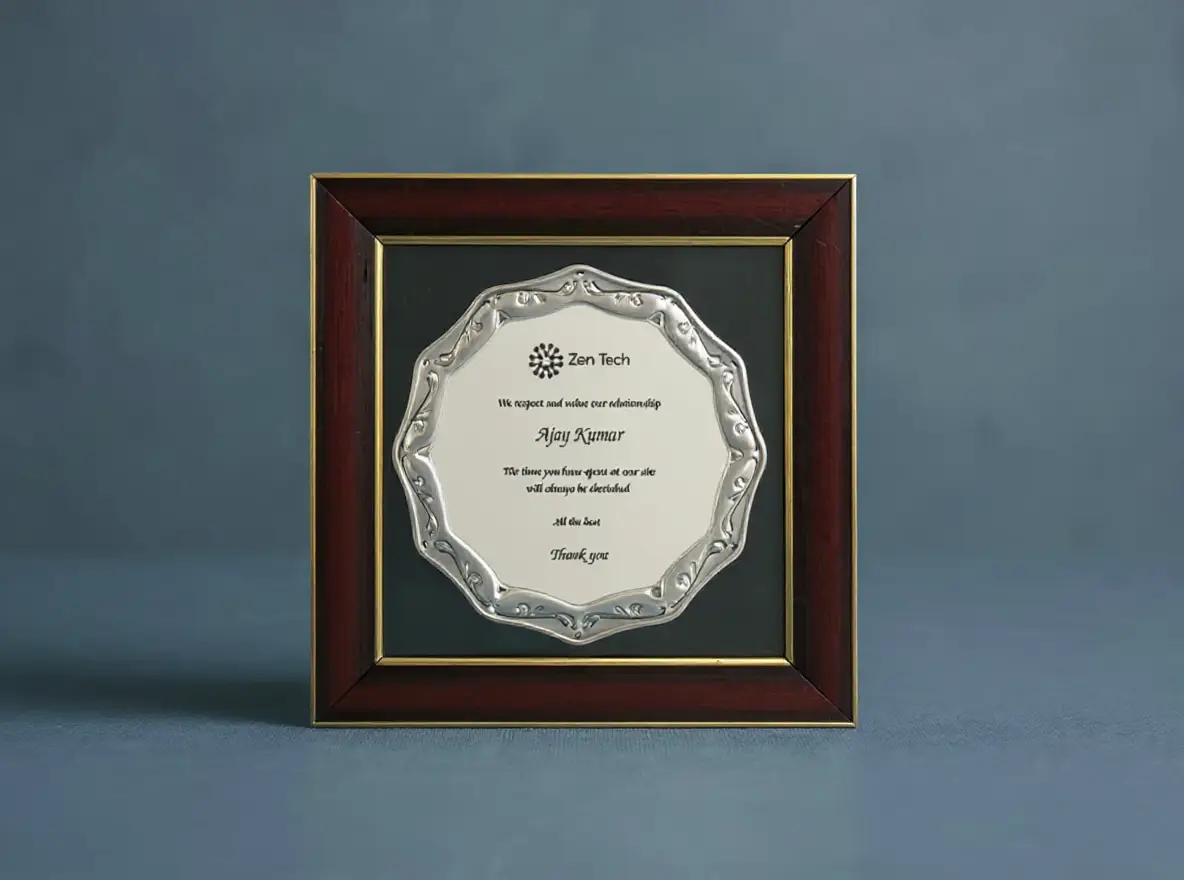 Zen Tech
We respect and value our relationship
Ajay Kumar
The time you have spent at our site
will always be cherished
All the Best
Thank you